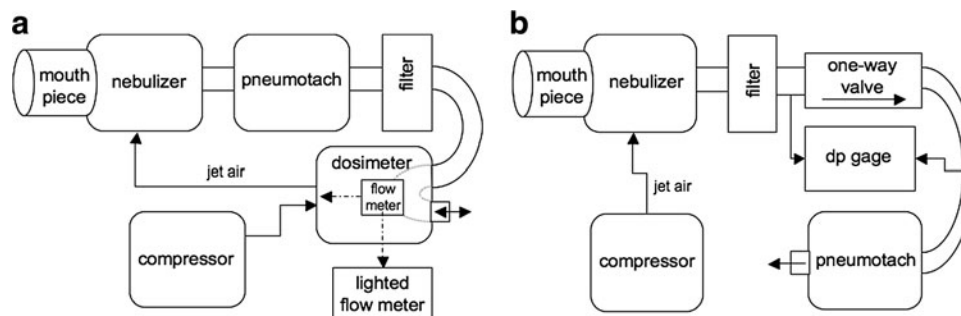 a
mouth
piece
nebulizer
pneumotach
filter
dosimeter
flow
meter
jet air
compressor
lighted
flow meter
b
mouth
piece
nebulizer
filter
one-way
valve
dp gage
jet air
compressor
pneumotach